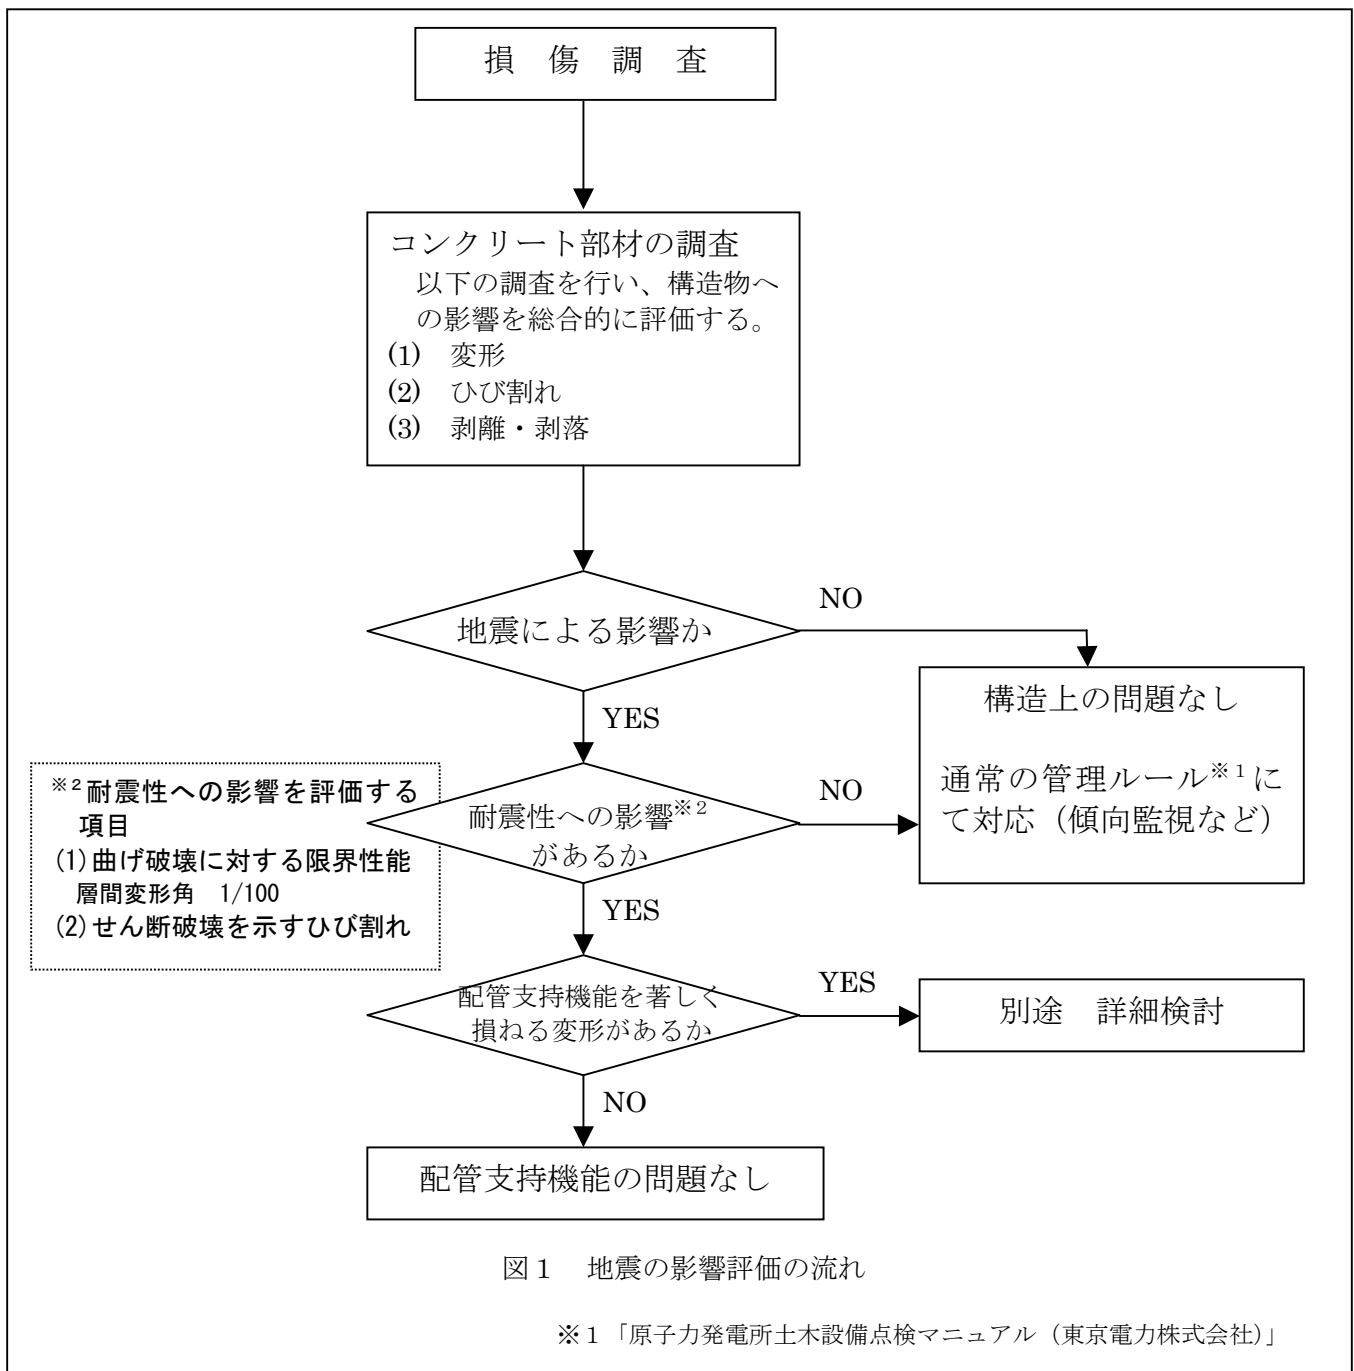 損　傷　調　査
コンクリート部材の調査
以下の調査を行い、構造物へ
の影響を総合的に評価する。
(1)　変形
(2)　ひび割れ
(3)　剥離・剥落
地震による影響か
NO
YES
構造上の問題なし
通常の管理ルール※１に
て対応（傾向監視など）
※２耐震性への影響を評価する
項目
(1)曲げ破壊に対する限界性能
層間変形角　1/100
(2)せん断破壊を示すひび割れ
耐震性への影響※２
があるか
NO
YES
配管支持機能を著しく
損ねる変形があるか
YES
別途　詳細検討
NO
配管支持機能の問題なし
図１　地震の影響評価の流れ
※１「原子力発電所土木設備点検マニュアル（東京電力株式会社）」